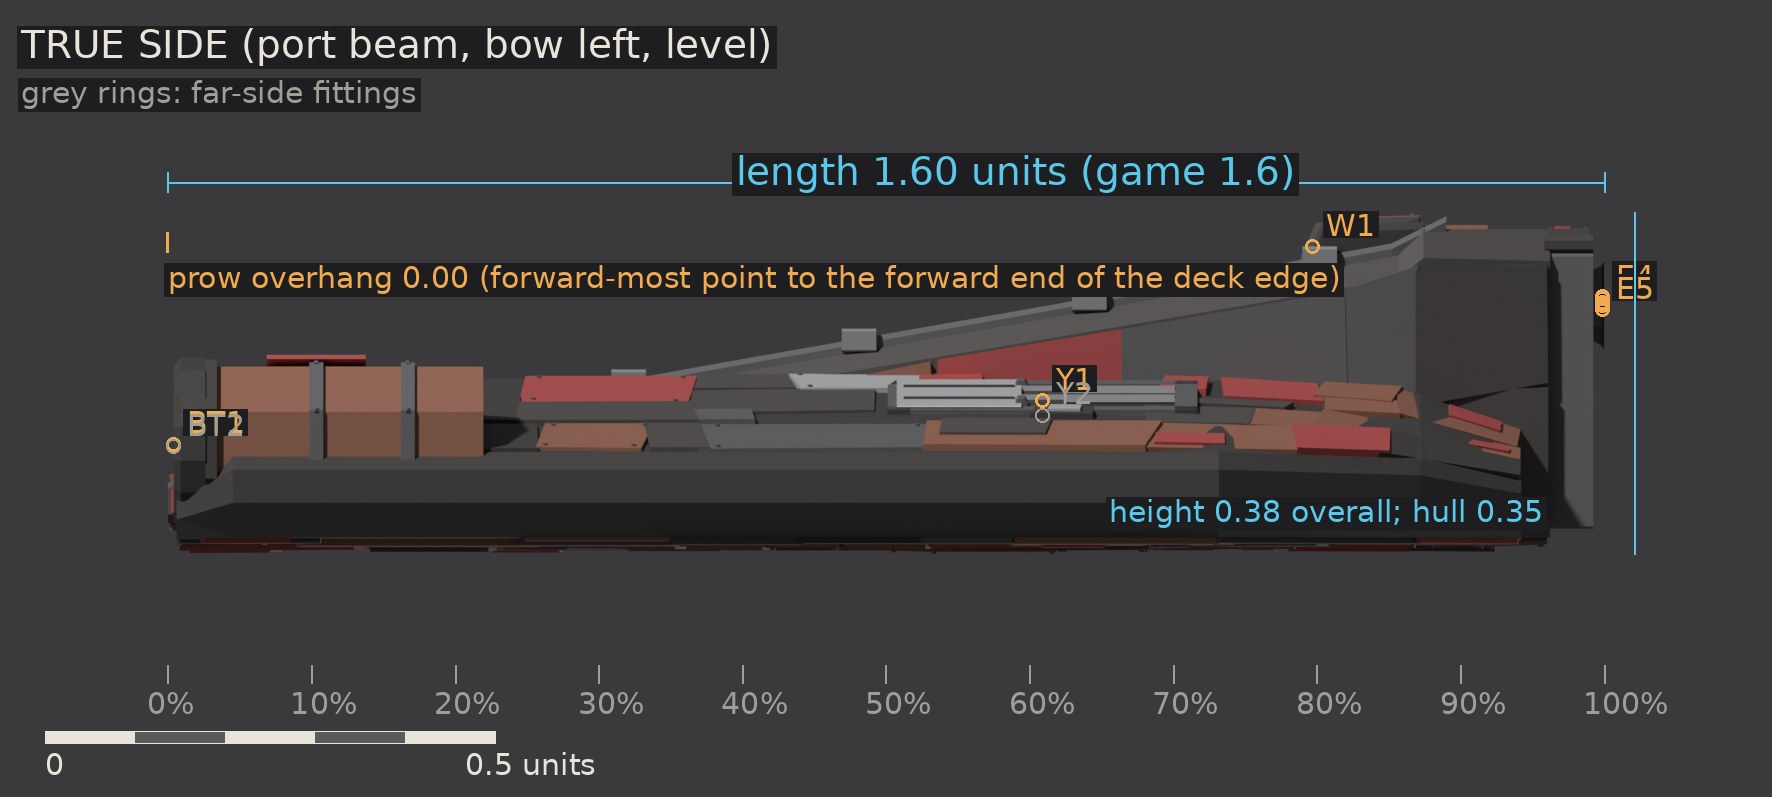 TRUE SIDE (port beam, bow left, level)
grey rings: far-side fittings
length 1.60 units (game 1.6)
W1
prow overhang 0.00 (forward-most point to the forward end of the deck edge)
E4
E5
Y1
Y2
BT2
height 0.38 overall; hull 0.35
0% 10% 20% 30% 40% 50% 60% 70% 80% 90% 100%
0 0.5 units